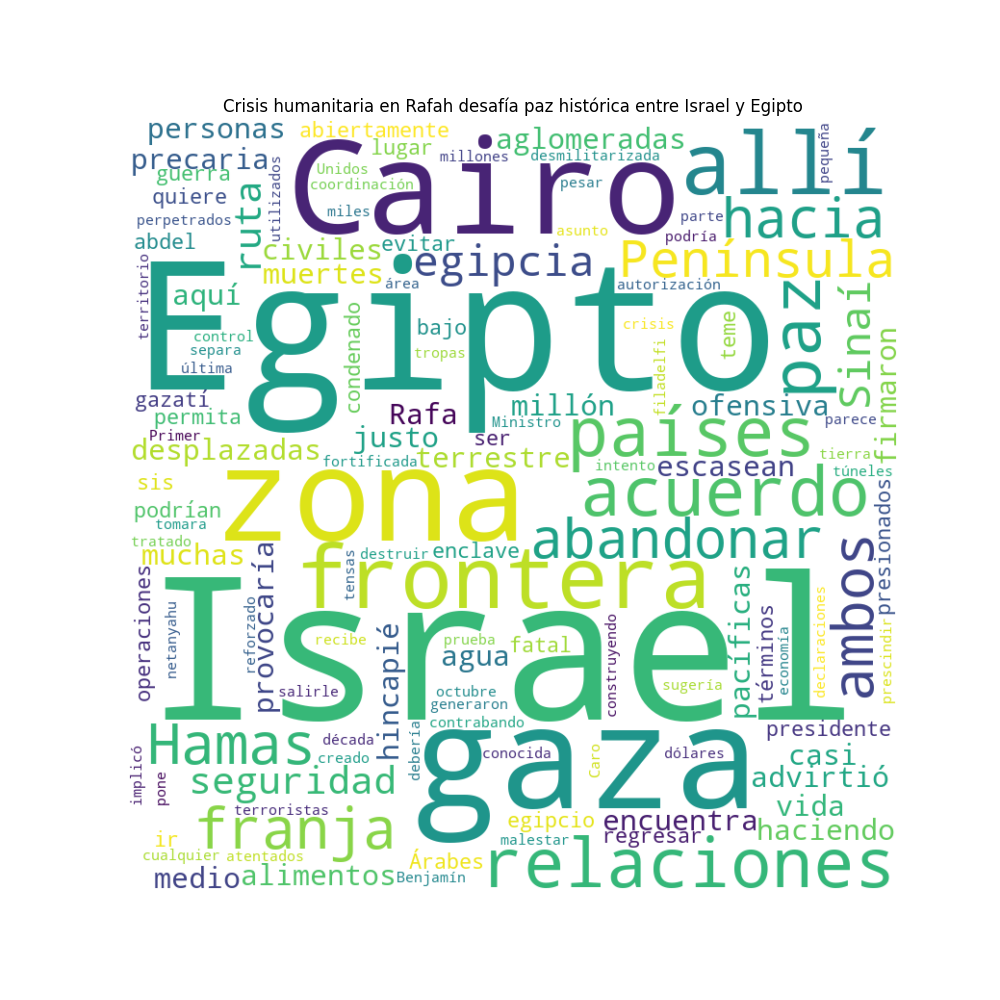 Crisis humanitaria en Rafah desafía paz histórica entre Israel y Egipto
personas
abiertamente
lugar
aglomeradas
pequeña
precaria
Unidos
millones
desmilitarizada
Cairo
allí
guerra
coordinación
pesar
quiere
utilizados
ruta
miles
parte
hacia
perpetrados
asunto
podría
abdel
civiles
evitar
egipcia
Península
muertes
área
autorización
territorio
aquí
Egipto
paz
Sinaí
condenado
bajo
crisis
teme
control
separa
tropas
filadelfi
firmaron
última
gazatí
Rafa
millón
ofensiva
permita
Ministro
parece
Primer
justo
ser
países
desplazadas
fortificada
terrestre
intento
escasean
tierra
túneles
sis
zona
acuerdo
podrían
presionados
tomara
tratado
abandonar
muchas
provocaría
tensas
destruir
enclave
frontera
ambos
operaciones
netanyahu
reforzado
Israel
construyendo
pacíficas
términos
economía
declaraciones
prescindir
recibe
prueba
fatal
hincapié
agua
sugería
salirle
octubre
generaron
contrabando
presidente
Hamas
década
debería
gaza
conocida
dólares
casi
creado
Caro
implicó
pone
seguridad
advirtió
terroristas
vida
franja
egipcio
encuentra
haciendo
ir
malestar
regresar
cualquier
atentados
Árabes
relaciones
medio
alimentos
Benjamín